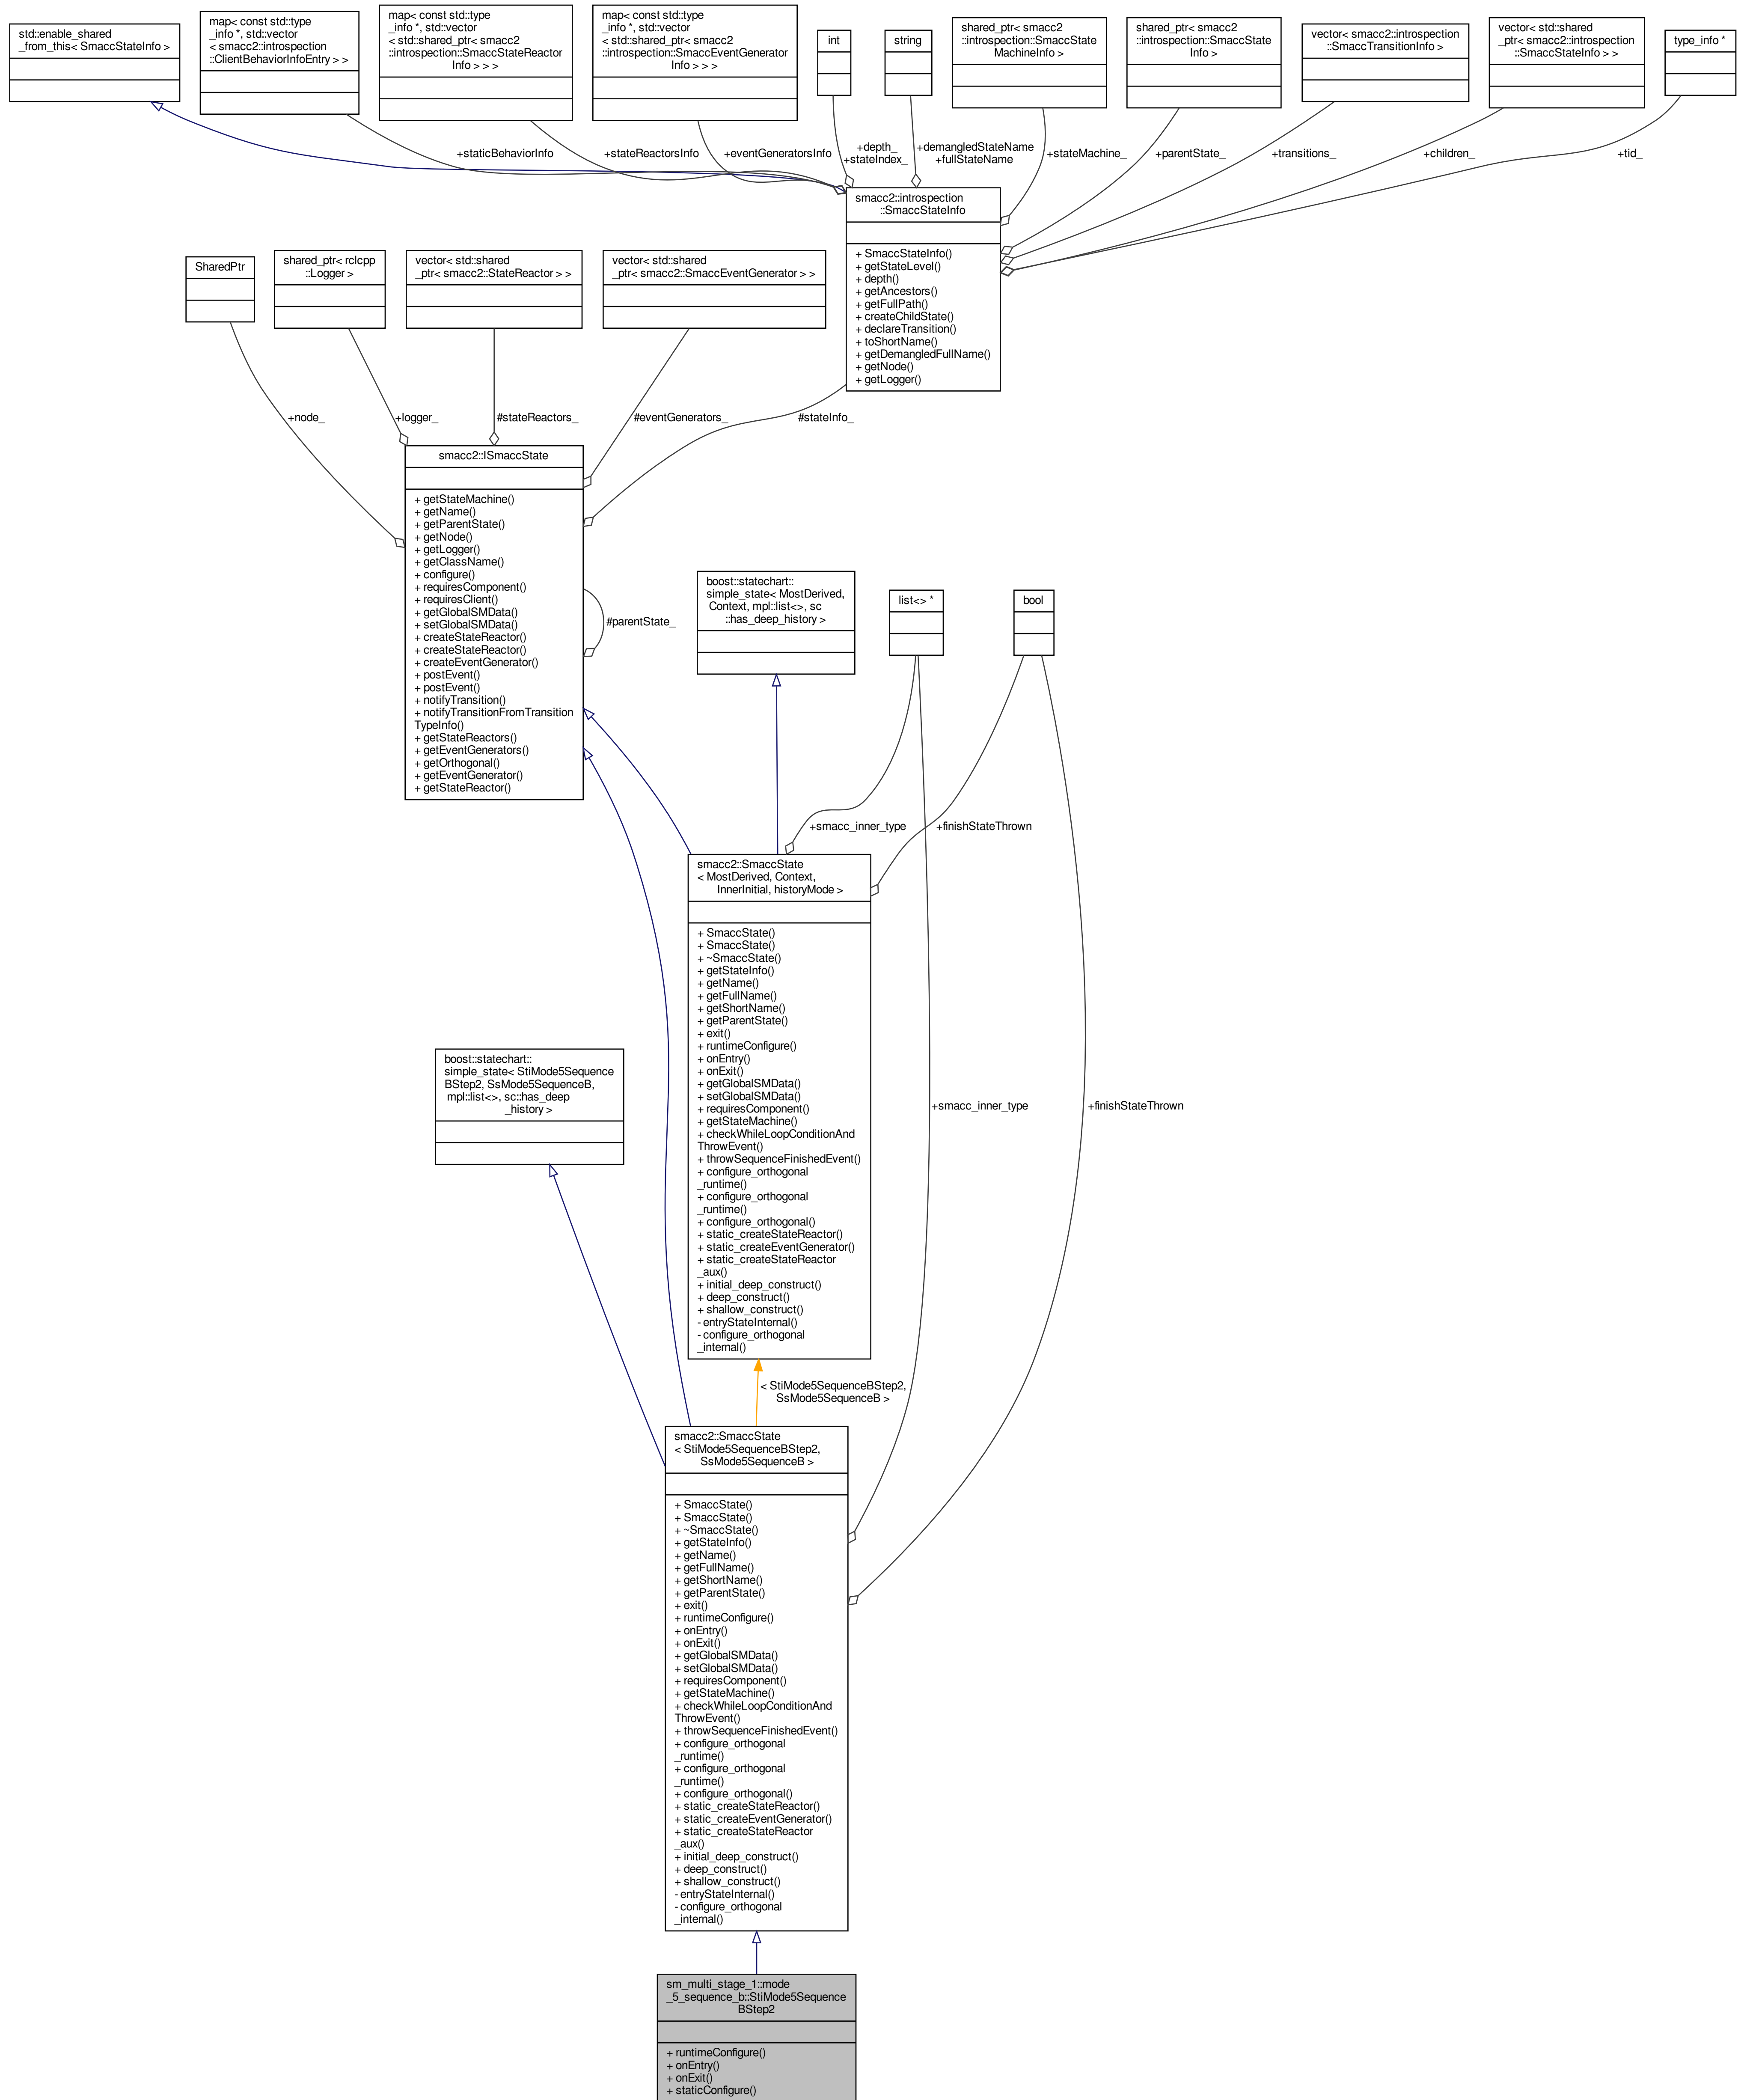 std::enable_shared
_from_this< SmaccStateInfo >
map< const std::type
_info *, std::vector
< smacc2::introspection
::ClientBehaviorInfoEntry > >
map< const std::type
_info *, std::vector
< std::shared_ptr< smacc2
::introspection::SmaccStateReactor
Info > > >
map< const std::type
_info *, std::vector
< std::shared_ptr< smacc2
::introspection::SmaccEventGenerator
Info > > >
int
string
shared_ptr< smacc2
::introspection::SmaccState
MachineInfo >
shared_ptr< smacc2
::introspection::SmaccState
Info >
vector< smacc2::introspection
::SmaccTransitionInfo >
vector< std::shared
_ptr< smacc2::introspection
::SmaccStateInfo > >
type_info *
+staticBehaviorInfo
+stateReactorsInfo
+eventGeneratorsInfo
+depth_
+stateIndex_
+demangledStateName
+fullStateName
+stateMachine_
+parentState_
+transitions_
+children_
+tid_
smacc2::introspection
::SmaccStateInfo
+ SmaccStateInfo()
+ getStateLevel()
+ depth()
+ getAncestors()
+ getFullPath()
+ createChildState()
+ declareTransition()
+ toShortName()
+ getDemangledFullName()
+ getNode()
+ getLogger()
SharedPtr
shared_ptr< rclcpp
::Logger >
vector< std::shared
_ptr< smacc2::StateReactor > >
vector< std::shared
_ptr< smacc2::SmaccEventGenerator > >
+node_
+logger_
#stateReactors_
#eventGenerators_
#stateInfo_
smacc2::ISmaccState
+ getStateMachine()
+ getName()
+ getParentState()
+ getNode()
+ getLogger()
+ getClassName()
+ configure()
+ requiresComponent()
+ requiresClient()
+ getGlobalSMData()
+ setGlobalSMData()
+ createStateReactor()
+ createStateReactor()
+ createEventGenerator()
+ postEvent()
+ postEvent()
+ notifyTransition()
+ notifyTransitionFromTransition
TypeInfo()
+ getStateReactors()
+ getEventGenerators()
+ getOrthogonal()
+ getEventGenerator()
+ getStateReactor()
#parentState_
boost::statechart::
simple_state< MostDerived,
Context, mpl::list<>, sc
::has_deep_history >
list<> *
bool
+smacc_inner_type
+finishStateThrown
smacc2::SmaccState
< MostDerived, Context,
InnerInitial, historyMode >
+ SmaccState()
+ SmaccState()
+ ~SmaccState()
+ getStateInfo()
+ getName()
+ getFullName()
+ getShortName()
+ getParentState()
+ exit()
+ runtimeConfigure()
+ onEntry()
+ onExit()
+ getGlobalSMData()
+ setGlobalSMData()
+ requiresComponent()
+ getStateMachine()
+ checkWhileLoopConditionAnd
ThrowEvent()
+ throwSequenceFinishedEvent()
+ configure_orthogonal
_runtime()
+ configure_orthogonal
_runtime()
+ configure_orthogonal()
+ static_createStateReactor()
+ static_createEventGenerator()
+ static_createStateReactor
_aux()
+ initial_deep_construct()
+ deep_construct()
+ shallow_construct()
- entryStateInternal()
- configure_orthogonal
_internal()
boost::statechart::
simple_state< StiMode5Sequence
BStep2, SsMode5SequenceB,
mpl::list<>, sc::has_deep
_history >
+smacc_inner_type
+finishStateThrown
< StiMode5SequenceBStep2,
SsMode5SequenceB >
smacc2::SmaccState
< StiMode5SequenceBStep2,
SsMode5SequenceB >
+ SmaccState()
+ SmaccState()
+ ~SmaccState()
+ getStateInfo()
+ getName()
+ getFullName()
+ getShortName()
+ getParentState()
+ exit()
+ runtimeConfigure()
+ onEntry()
+ onExit()
+ getGlobalSMData()
+ setGlobalSMData()
+ requiresComponent()
+ getStateMachine()
+ checkWhileLoopConditionAnd
ThrowEvent()
+ throwSequenceFinishedEvent()
+ configure_orthogonal
_runtime()
+ configure_orthogonal
_runtime()
+ configure_orthogonal()
+ static_createStateReactor()
+ static_createEventGenerator()
+ static_createStateReactor
_aux()
+ initial_deep_construct()
+ deep_construct()
+ shallow_construct()
- entryStateInternal()
- configure_orthogonal
_internal()
sm_multi_stage_1::mode
_5_sequence_b::StiMode5Sequence
BStep2
+ runtimeConfigure()
+ onEntry()
+ onExit()
+ staticConfigure()